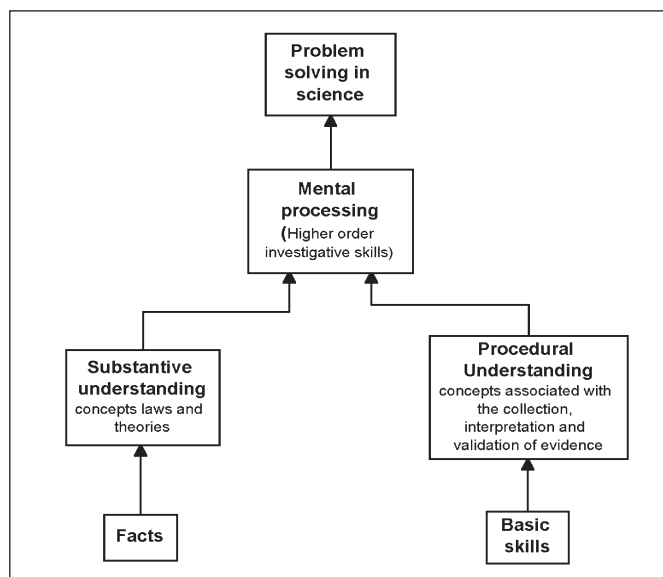 Problem
solving in
science
Mental
processing
(Higher order
investigative skills)
Substantive
understanding
concepts laws and
theories
Procedural
Understanding
concepts associated with
the collection,
interpretation and
validation of evidence
Facts
Basic
skills